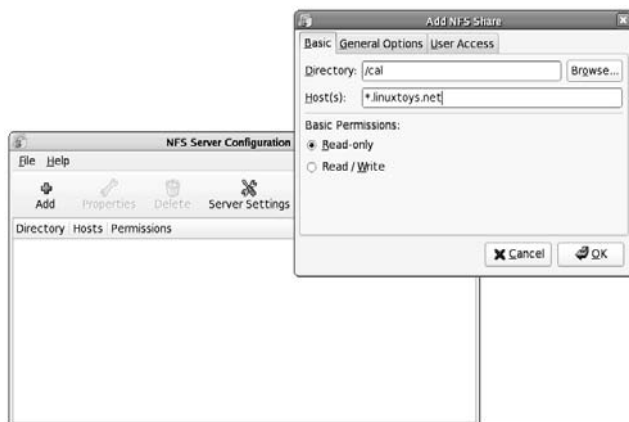 Add NFS Share
Basic General Options User Access
Directory: /cal Browse...
Host(s): *.linuxtoys.net
Basic Permissions:
Read-only
Read / Write
Cancel OK
NFS Server Configuration
File Help
Add Properties Delete Server Settings
Directory Hosts Permissions